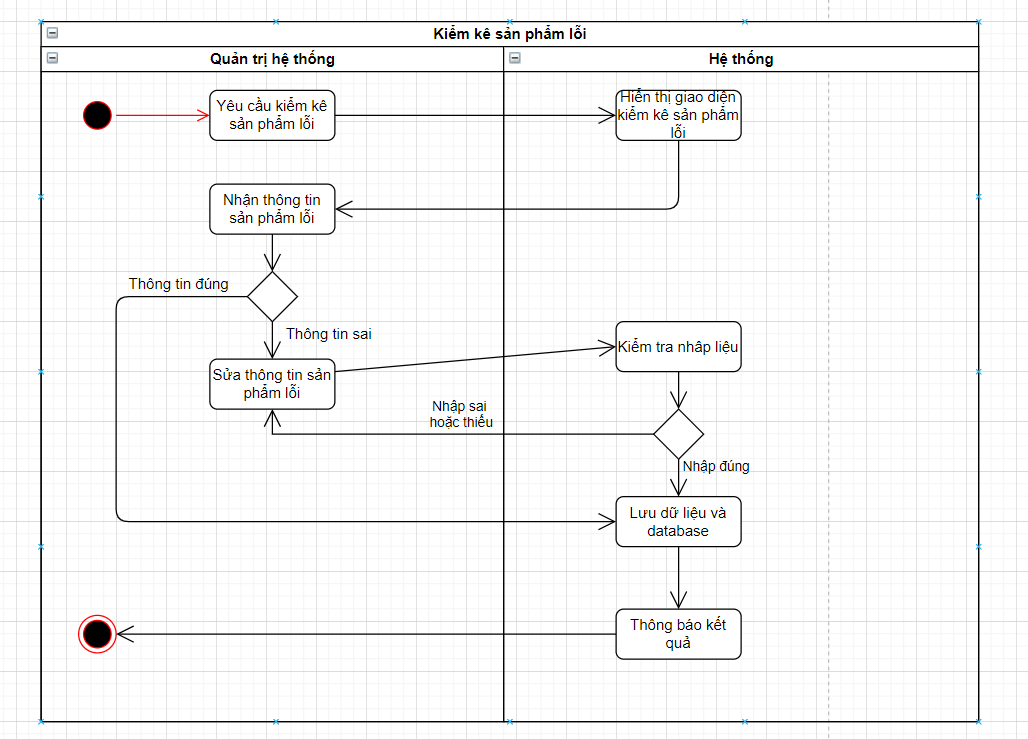 Kiểm kê sản phẩm lỗi
Quản trị hệ thống
Hệ thống
Yêu cầu kiểm kê
sản phẩm lỗi
Hiển thị giao diện
kiểm kê sản phẩm
lỗi
Nhận thông tin
sản phẩm lỗi
Thông tin đúng
Thông tin sai
Sửa thông tin sản
phẩm lỗi
Kiểm tra nhâp liệu
Nhập sai
hoặc thiếu
Nhập đúng
Lưu dữ liệu và
database
Thông báo kết
quả